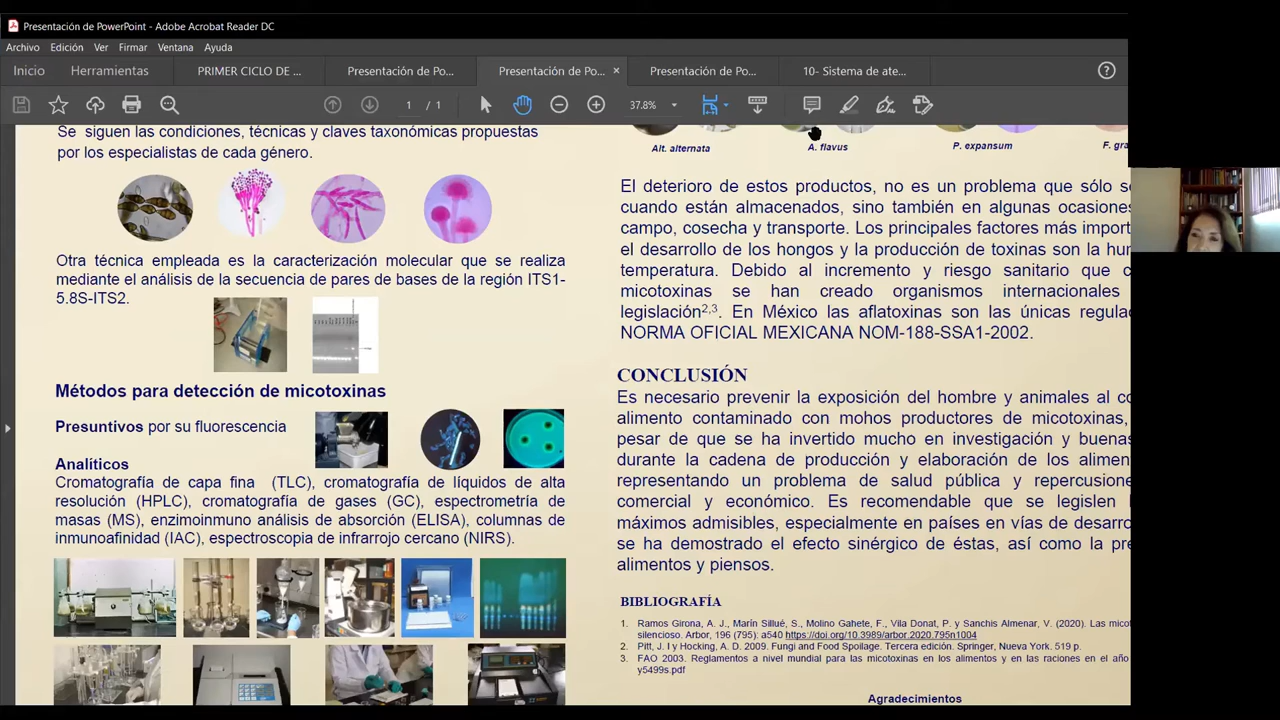 Presentación de PowerPoint - Adobe Acrobat Reader DC
Archivo Edición Ver Firmar Ventana Ayuda
Inicio Herramientas PRIMER CICLO DE ... Presentación de Po... Presentación de Po... × Presentación de Po... 10- Sistema de ate...
1 / 1 37.8%
Se siguen las condiciones, técnicas y claves taxonómicas propuestas
por los especialistas de cada género.
Otra técnica empleada es la caracterización molecular que se realiza
mediante el análisis de la secuencia de pares de bases de la región ITS1-
5.8S-ITS2.
Métodos para detección de micotoxinas
Presuntivos por su fluorescencia
Analíticos
Cromatografía de capa fina (TLC), cromatografía de líquidos de alta
resolución (HPLC), cromatografía de gases (GC), espectrometría de
masas (MS), enzimoinmuno análisis de absorción (ELISA), columnas de
inmunoafinidad (IAC), espectroscopia de infrarrojo cercano (NIRS).
Alt. alternata A. flavus P. expansum F. gra
El deterioro de estos productos, no es un problema que sólo s
cuando están almacenados, sino también en algunas ocasiones
campo, cosecha y transporte. Los principales factores más import
el desarrollo de los hongos y la producción de toxinas son la hu
temperatura. Debido al incremento y riesgo sanitario que c
micotoxinas se han creado organismos internacionales
legislación2,3. En México las aflatoxinas son las únicas regula
NORMA OFICIAL MEXICANA NOM-188-SSA1-2002.
CONCLUSIÓN
Es necesario prevenir la exposición del hombre y animales al co
alimento contaminado con mohos productores de micotoxinas,
pesar de que se ha invertido mucho en investigación y buenas
durante la cadena de producción y elaboración de los alimen
representando un problema de salud pública y repercusione
comercial y económico. Es recomendable que se legislen l
máximos admisibles, especialmente en países en vías de desarro
se ha demostrado el efecto sinérgico de éstas, así como la pre
alimentos y piensos.
BIBLIOGRAFÍA
1. Ramos Girona, A. J., Marín Sillué, S., Molino Gahete, F., Vila Donat, P. y Sanchis Almenar, V. (2020). Las micot
silencioso. Arbor, 196 (795): a540 https://doi.org/10.3989/arbor.2020.795n1004
2. Pitt, J. I y Hocking, A. D. 2009. Fungi and Food Spoilage. Tercera edición. Springer, Nueva York. 519 p.
3. FAO 2003. Reglamentos a nivel mundial para las micotoxinas en los alimentos y en las raciones en el año
y5499s.pdf
Agradecimientos